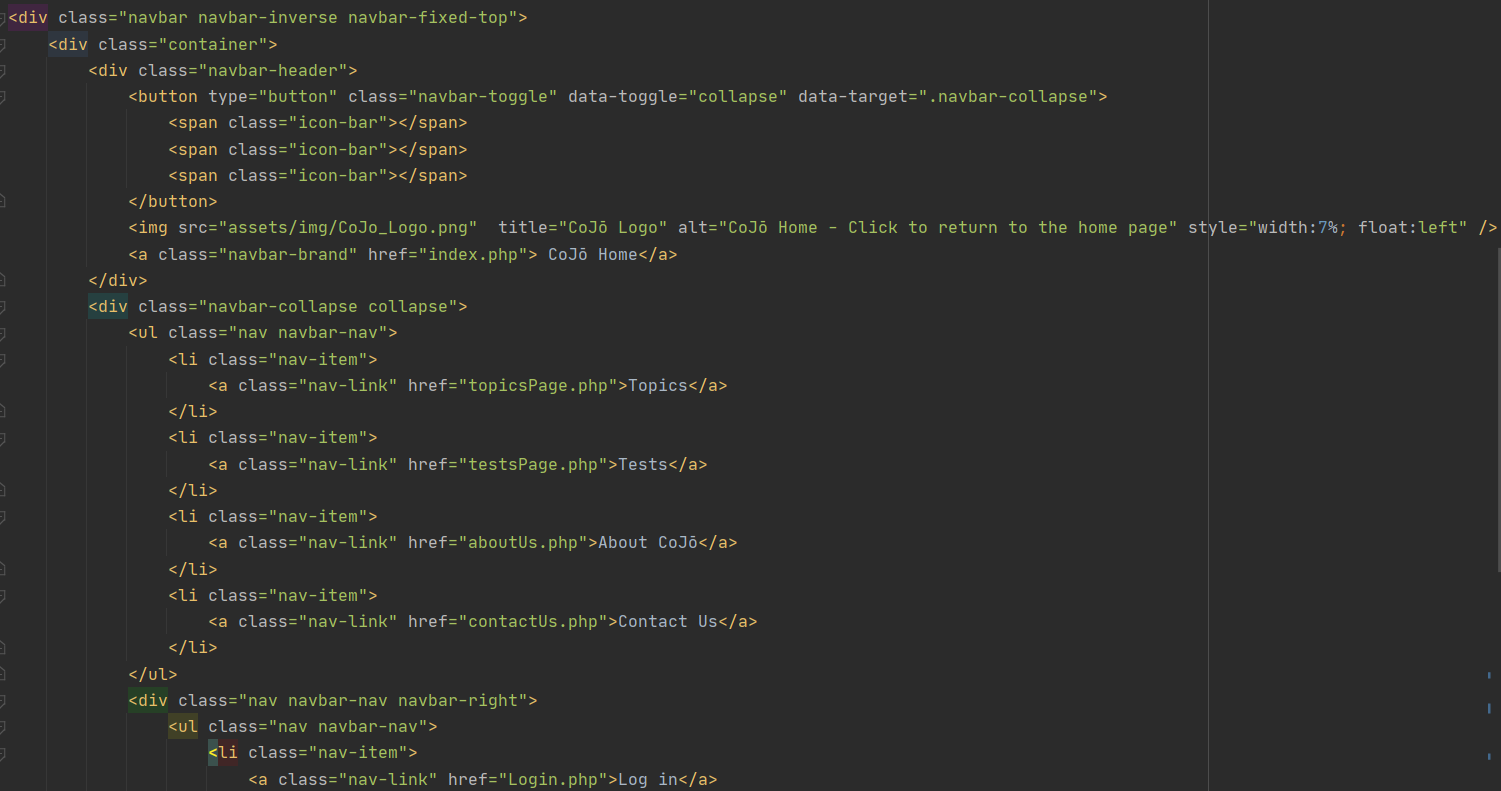 <div class="navbar navbar-inverse navbar-fixed-top">
    <div class="container">
        <div class="navbar-header">
            <button type="button" class="navbar-toggle" data-toggle="collapse" data-target=".navbar-collapse">
                <span class="icon-bar"></span>
                <span class="icon-bar"></span>
                <span class="icon-bar"></span>
            </button>
            <img src="assets/img/CoJo_Logo.png"  title="CoJō Logo" alt="CoJō Home - Click to return to the home page" style="width:7%; float:left" />
            <a class="navbar-brand" href="index.php"> CoJō Home</a>
        </div>
        <div class="navbar-collapse collapse">
            <ul class="nav navbar-nav">
                <li class="nav-item">
                    <a class="nav-link" href="topicsPage.php">Topics</a>
                </li>
                <li class="nav-item">
                    <a class="nav-link" href="testsPage.php">Tests</a>
                </li>
                <li class="nav-item">
                    <a class="nav-link" href="aboutUs.php">About CoJō</a>
                </li>
                <li class="nav-item">
                    <a class="nav-link" href="contactUs.php">Contact Us</a>
                </li>
            </ul>
            <div class="nav navbar-nav navbar-right">
                <ul class="nav navbar-nav">
                    <li class="nav-item">
                        <a class="nav-link" href="Login.php">Log in</a>